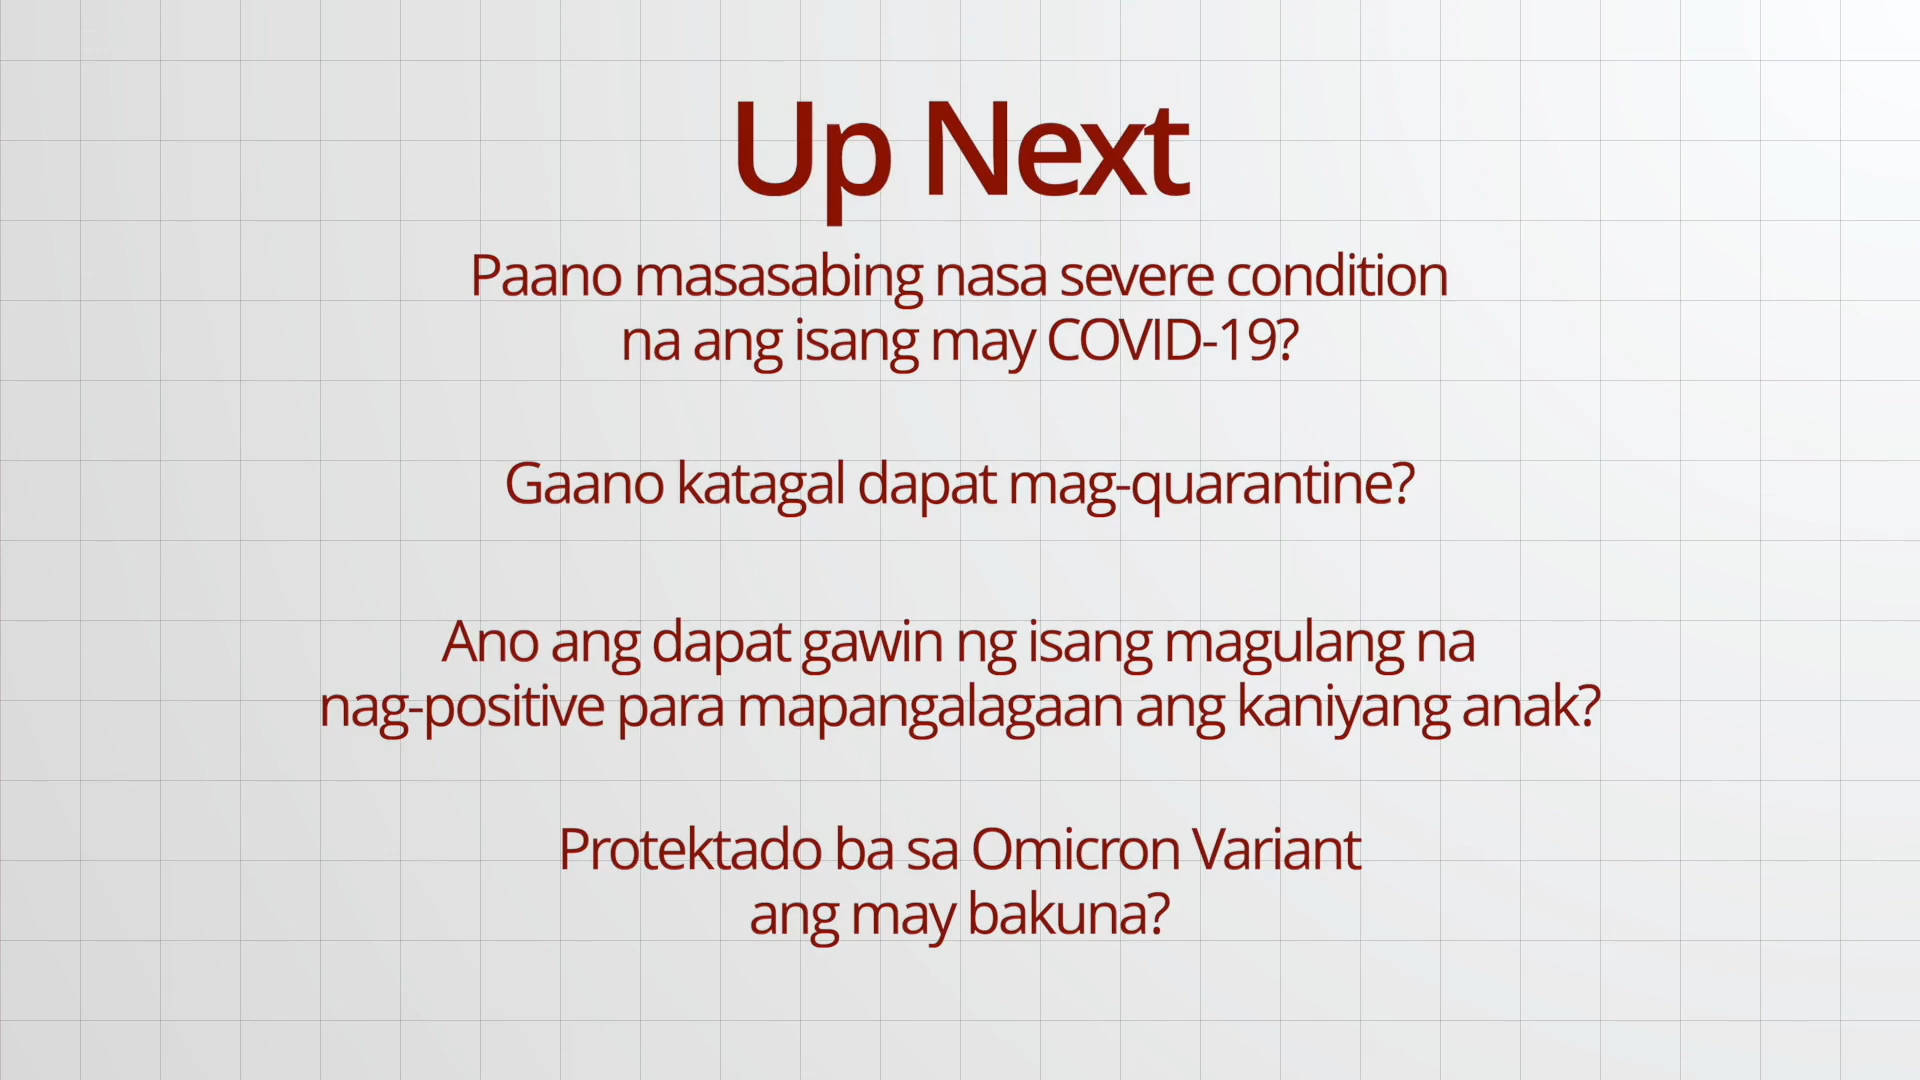 Up Next
Paano masasabing nasa severe condition
na ang isang may COVID-19?
Gaano katagal dapat mag-quarantine?
Ano ang dapat gawin ng isang magulang na
nag-positive para mapangalagaan ang kaniyang anak?
Protektado ba sa Omicron Variant
ang may bakuna?